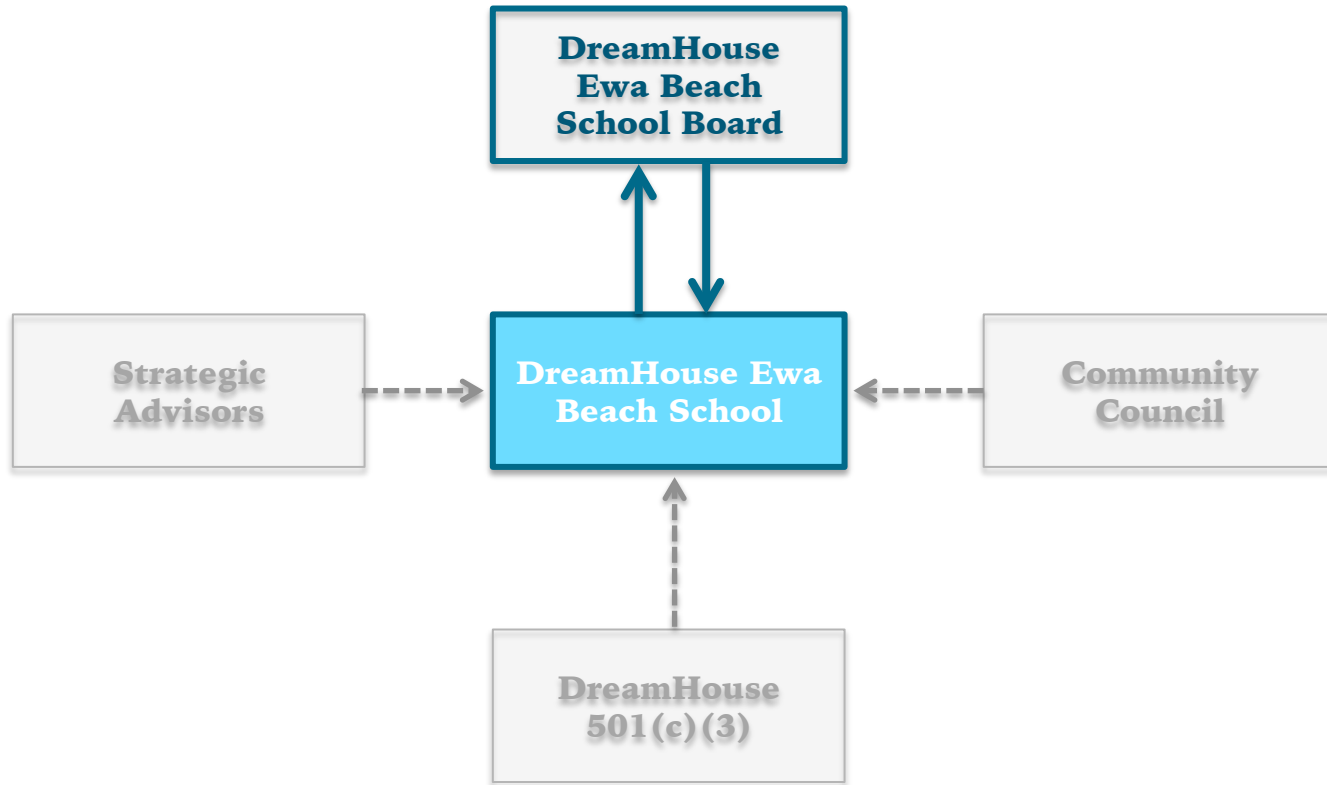 DreamHouse
Ewa Beach
School Board
Strategic
Advisors
DreamHouse Ewa
Beach School
Community
Council
DreamHouse
501(c)(3)